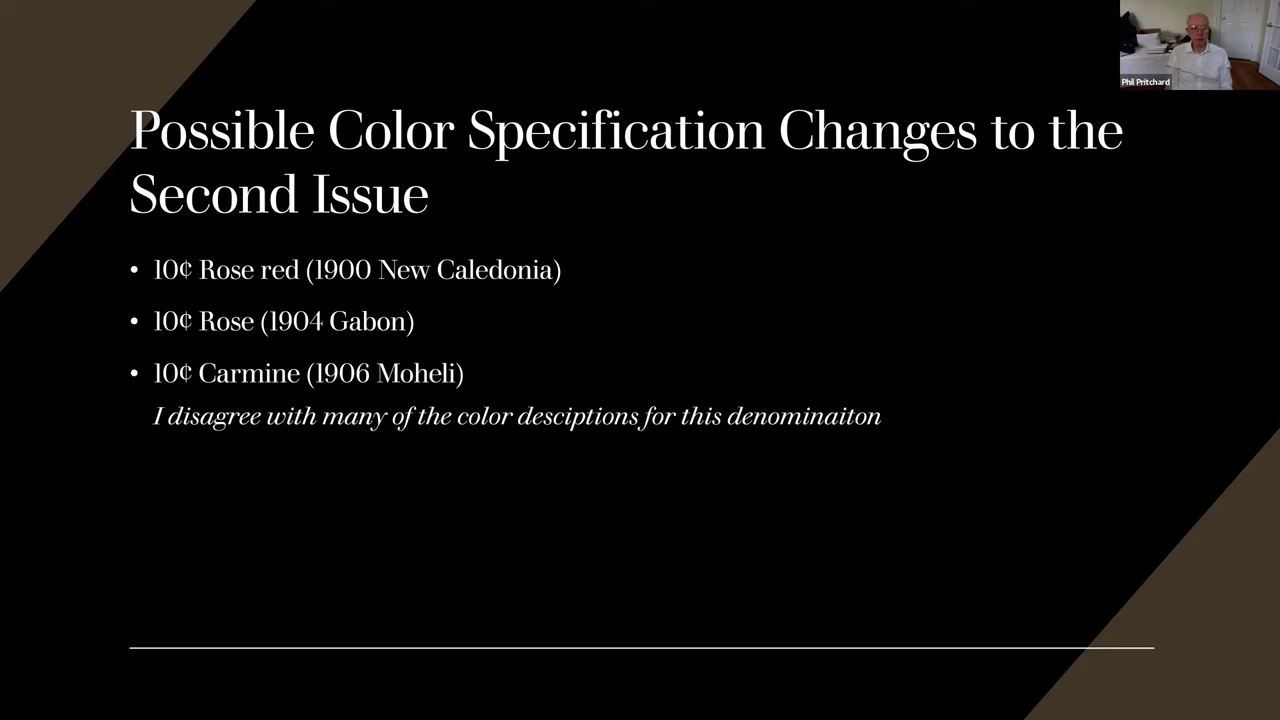 Phil Pritchard
Possible Color Specification Changes to the
Second Issue
• 10¢ Rose red (1900 New Caledonia)
• 10¢ Rose (1904 Gabon)
• 10¢ Carmine (1906 Moheli)
I disagree with many of the color desciptions for this denominaiton